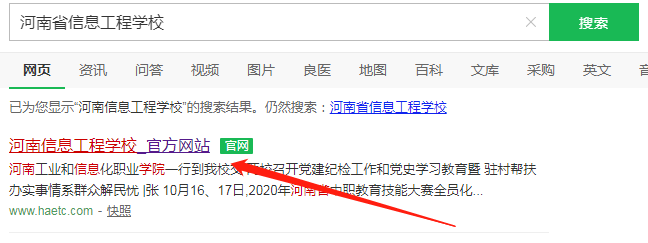 河南省信息工程学校 × 搜索
网页 资讯 问答 视频 图片 良医 地图 百科 文库 采购 英文
已为您显示“河南信息工程学校”的搜索结果。仍然搜索：河南省信息工程学校
河南信息工程学校_官方网站 官网
河南工业和信息化职业学院一行到我校交 两校召开党建纪检工作和党史学习教育暨 驻村帮扶
办实事情系群众解民忧 |张 10月16、17日,2020年河南省中职教育技能大赛全员化...
www.haetc.com - 快照